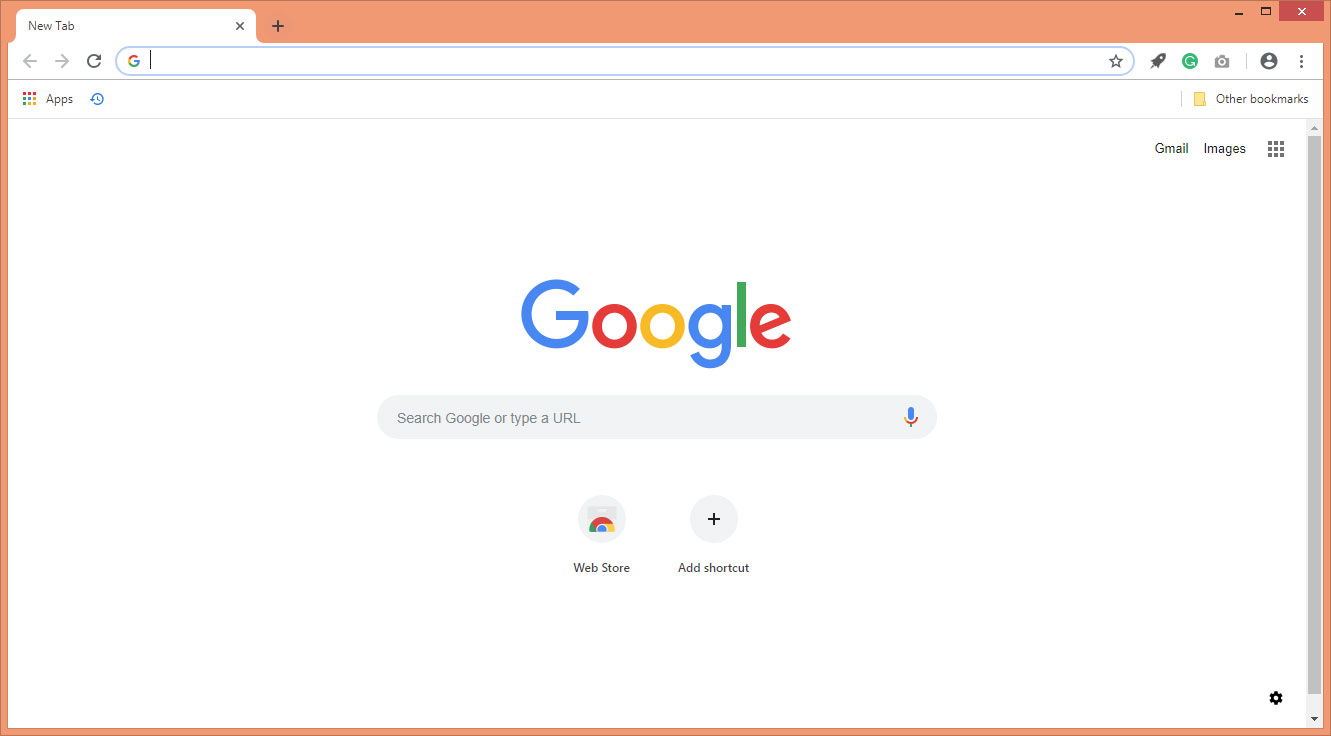 New Tab
Apps
Other bookmarks
Gmail Images
Google
Search Google or type a URL
Web Store
Add shortcut